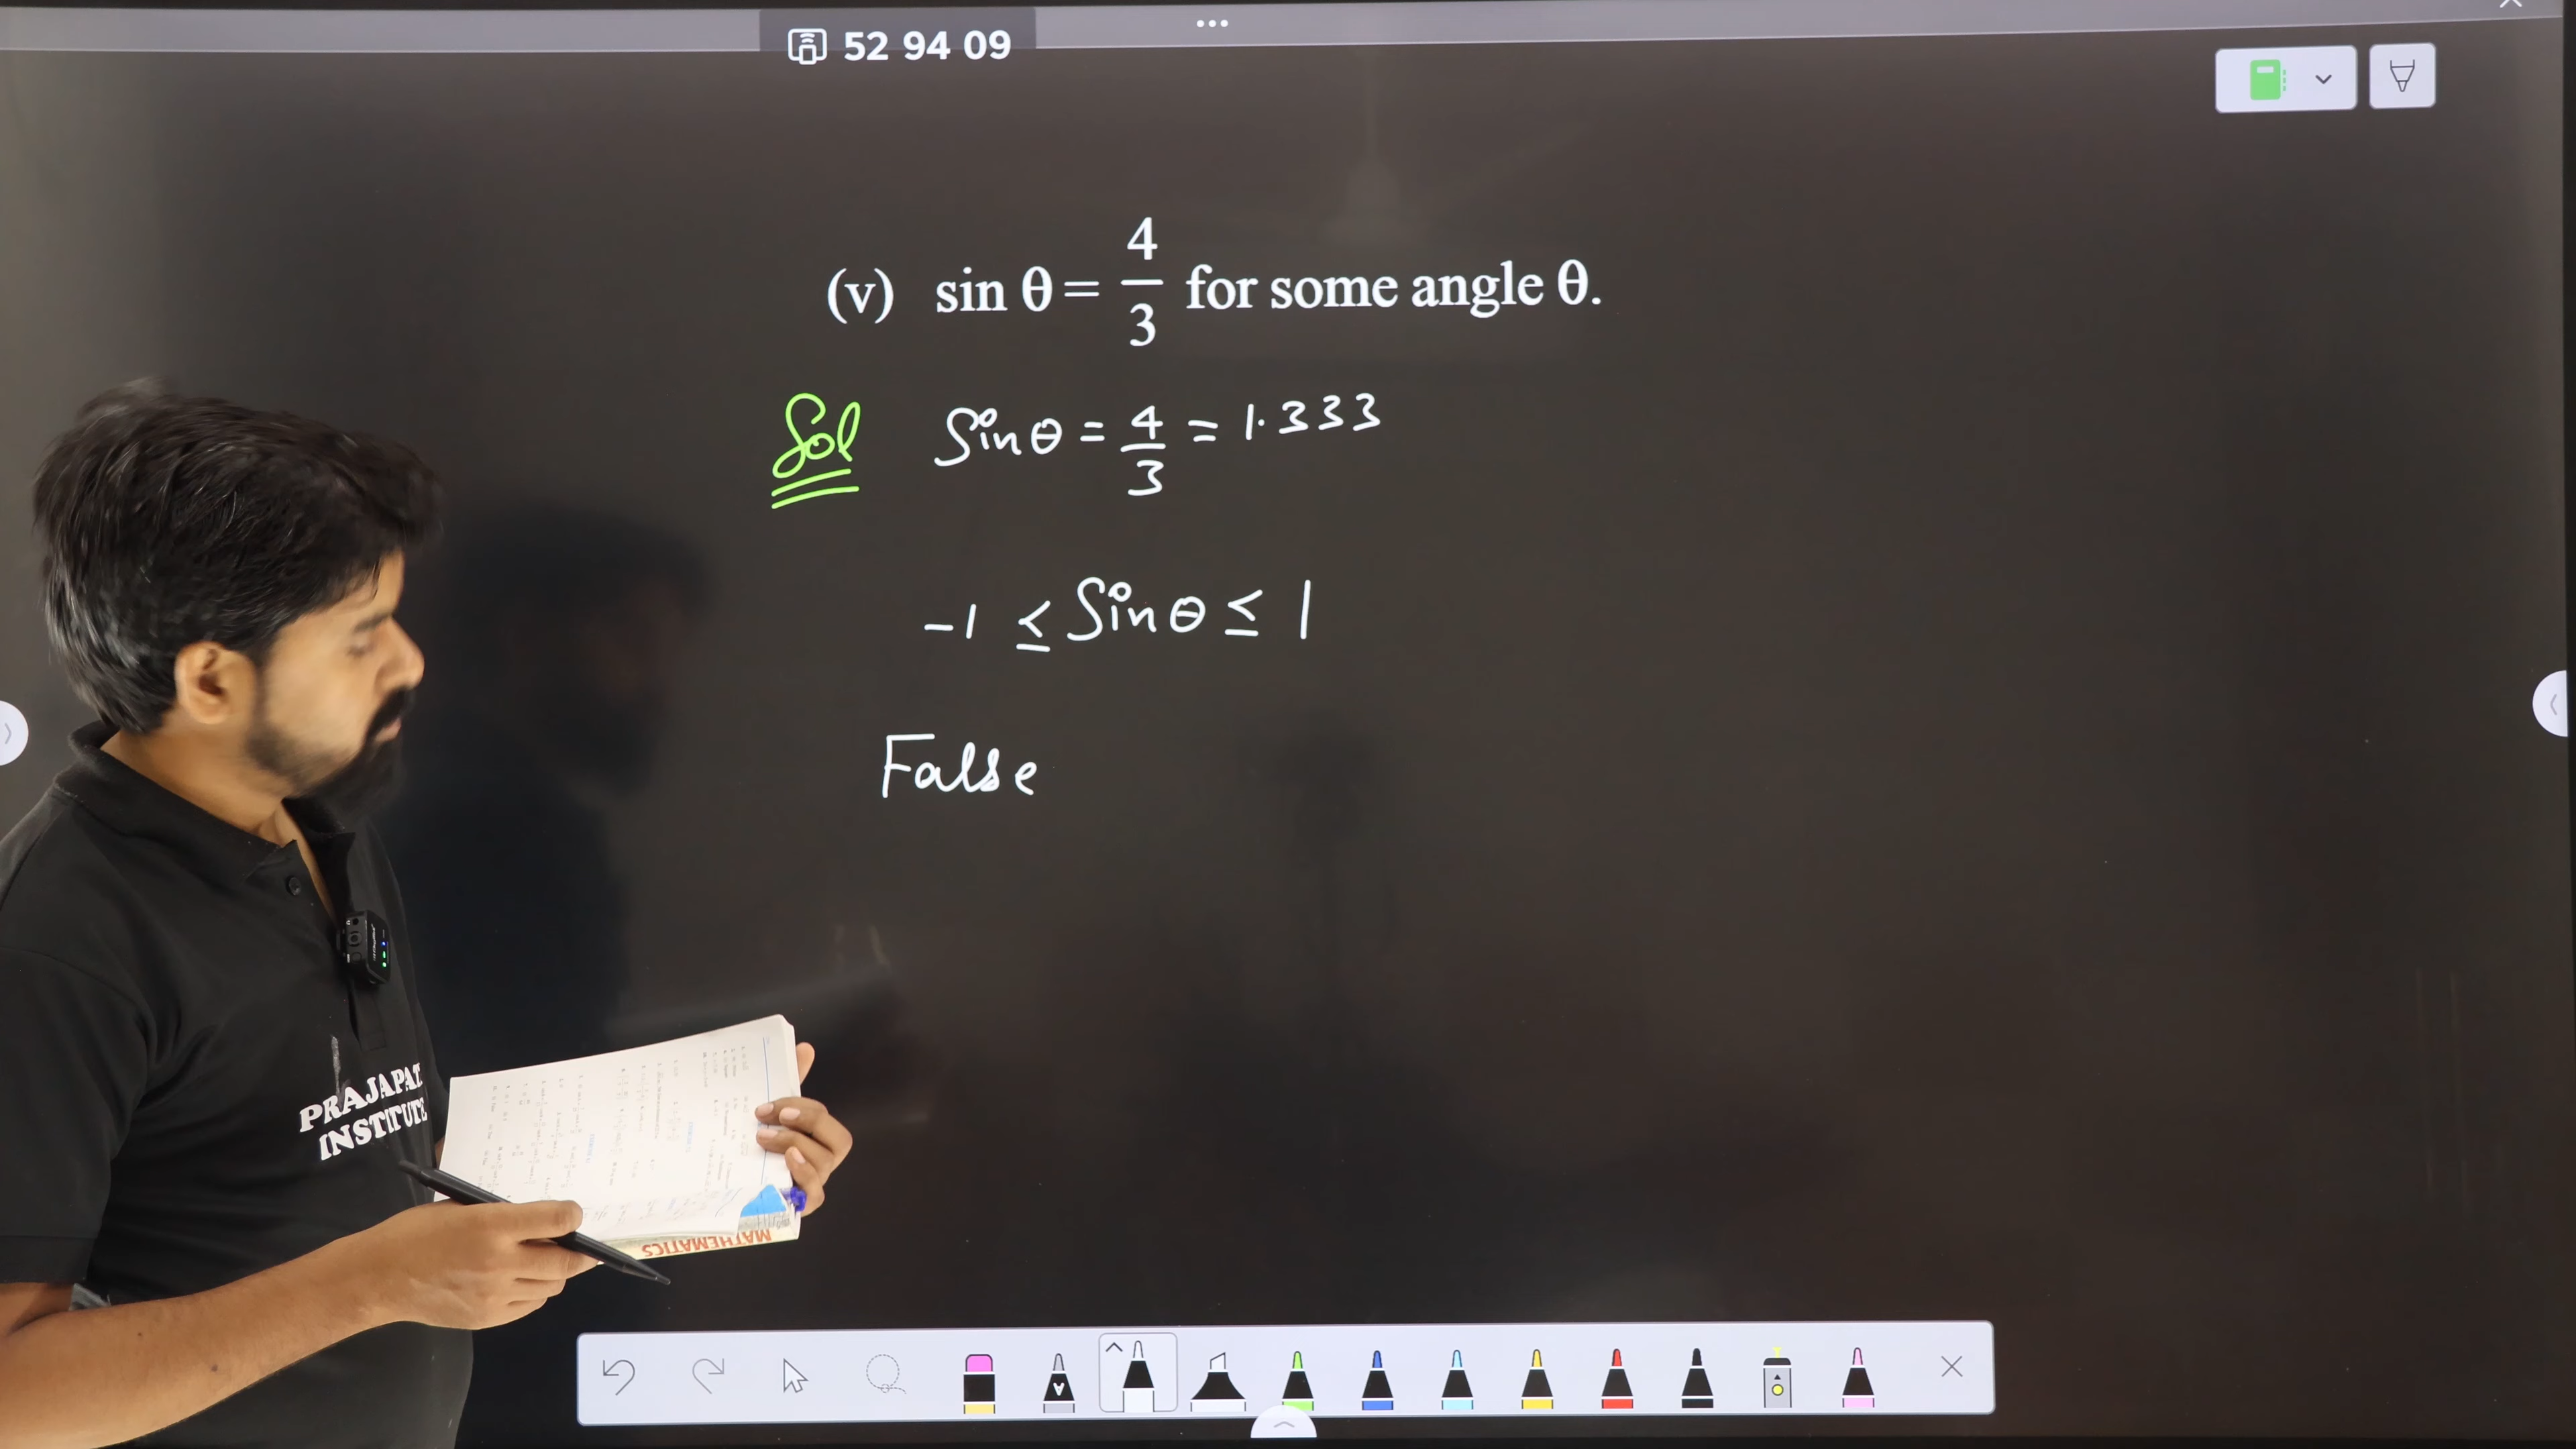 52 94 09
(v) sin θ = 4/3 for some angle θ.
Sol Sinθ = 4/3 = 1.333
-1 ≤ Sinθ ≤ 1
False
PRAJAPATI
INSTITUTE
MATHEMATICS